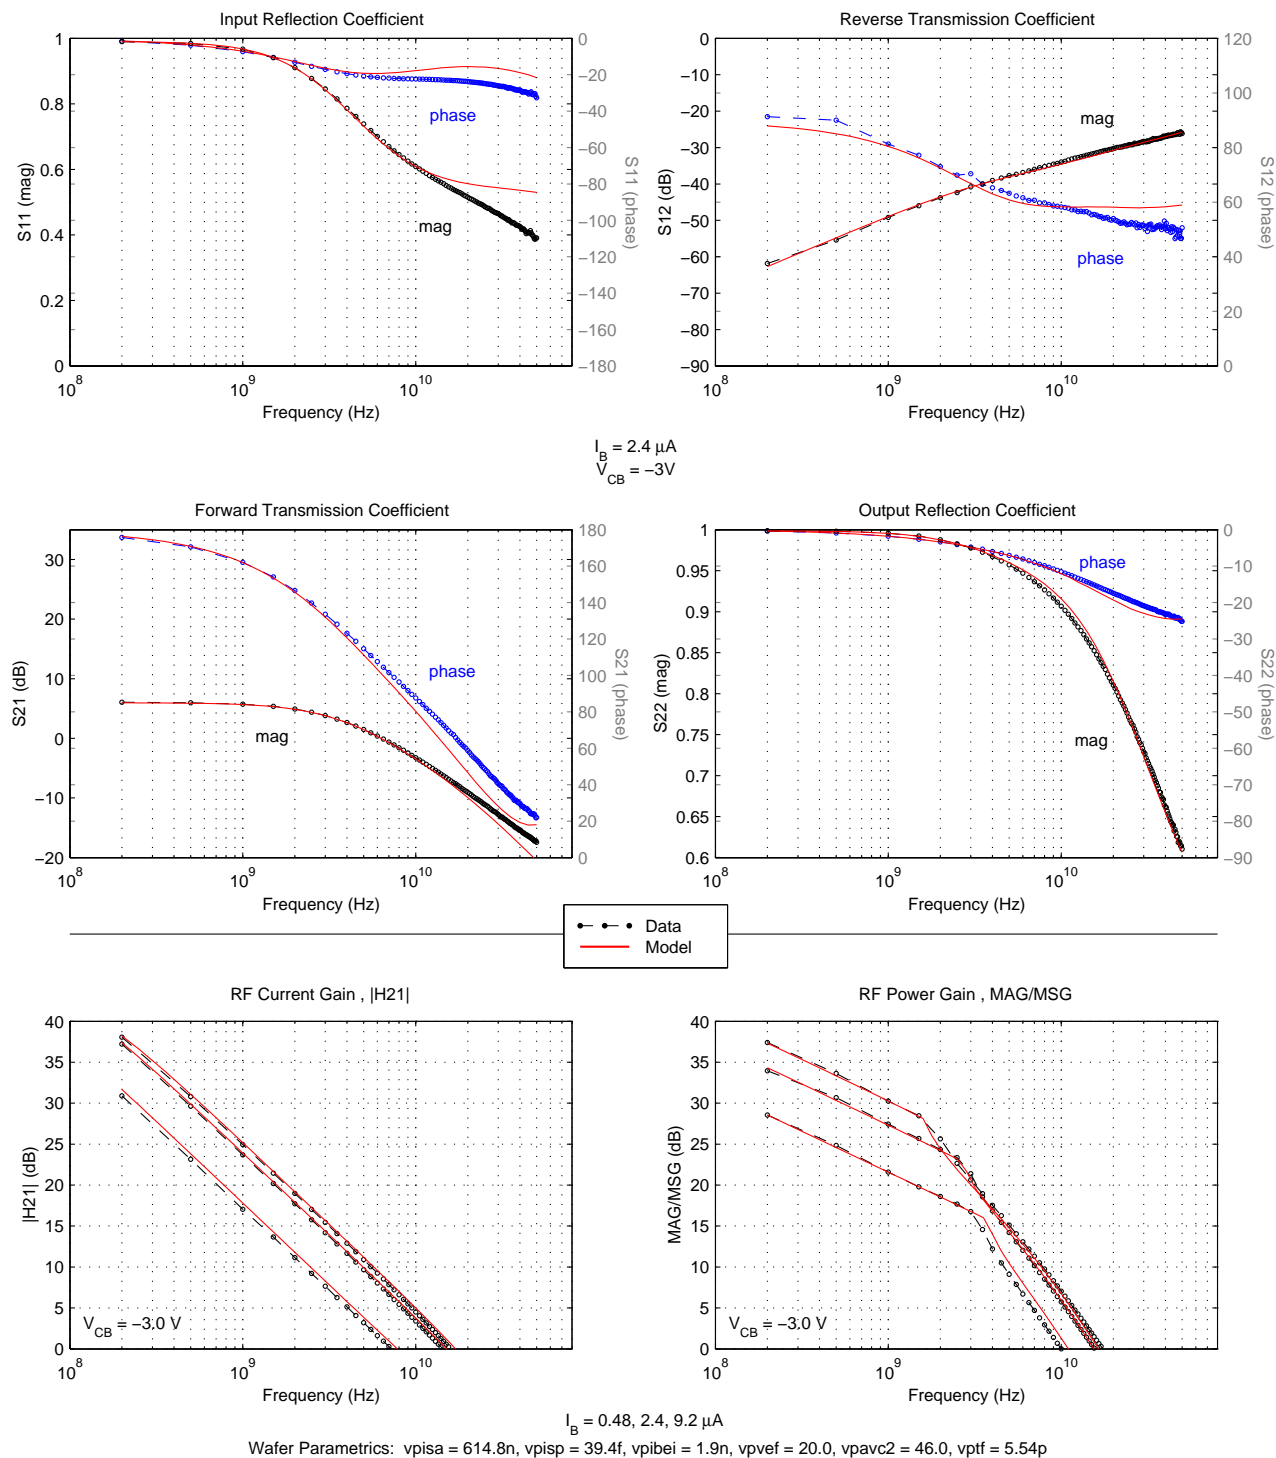 Input Reflection Coefficient
1
0.8
0.6
0.4
0.2
0
S11 (mag)
0
−20
−40
−60
−80
−100
−120
−140
−160
−180
S11 (phase)
phase
mag
10^8
10^9
10^10
Frequency (Hz)
Reverse Transmission Coefficient
0
−10
−20
−30
−40
−50
−60
−70
−80
−90
S12 (dB)
120
100
80
60
40
20
0
S12 (phase)
mag
phase
10^8
10^9
10^10
Frequency (Hz)
I_B = 2.4 μA
V_CB = −3V
Forward Transmission Coefficient
30
20
10
0
−10
−20
S21 (dB)
180
160
140
120
100
80
60
40
20
0
S21 (phase)
phase
mag
10^8
10^9
10^10
Frequency (Hz)
Output Reflection Coefficient
1
0.95
0.9
0.85
0.8
0.75
0.7
0.65
0.6
S22 (mag)
0
−10
−20
−30
−40
−50
−60
−70
−80
−90
S22 (phase)
phase
mag
10^8
10^9
10^10
Frequency (Hz)
Data
Model
RF Current Gain , |H21|
40
35
30
25
20
15
10
5
0
|H21| (dB)
V_CB = −3.0 V
10^8
10^9
10^10
Frequency (Hz)
RF Power Gain , MAG/MSG
40
35
30
25
20
15
10
5
0
MAG/MSG (dB)
V_CB = −3.0 V
10^8
10^9
10^10
Frequency (Hz)
I_B = 0.48, 2.4, 9.2 μA
Wafer Parametrics: vpisa = 614.8n, vpisp = 39.4f, vpibei = 1.9n, vpvef = 20.0, vpavc2 = 46.0, vptf = 5.54p